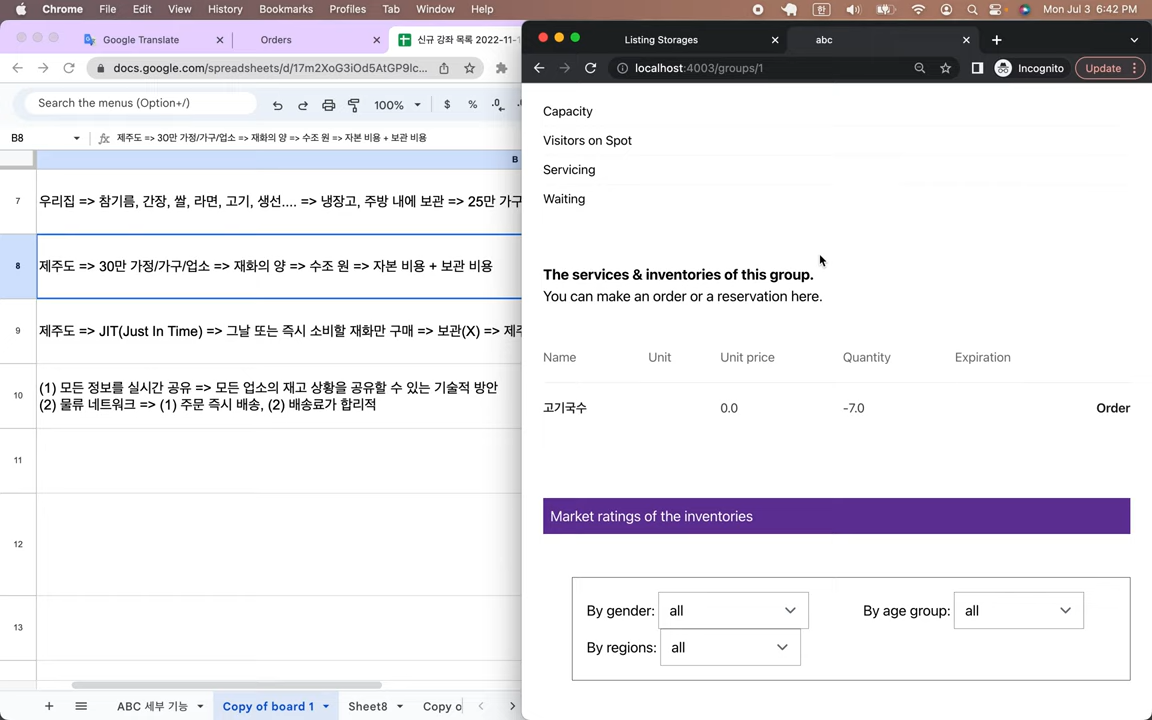 Chrome File Edit View History Bookmarks Profiles Tab Window Help
한
Mon Jul 3 6:42 PM
Google Translate
Orders
신규 강좌 목록 2022-11-1
docs.google.com/spreadsheets/d/17m2XoG3iOd5AtGP9lc...
Search the menus (Option+/)
100%
$ % .0
B8
fx 제주도 => 30만 가정/가구/업소 => 재화의 양 => 수조 원 => 자본 비용 + 보관 비용
B
7 우리집 => 참기름, 간장, 쌀, 라면, 고기, 생선.... => 냉장고, 주방 내에 보관 => 25만 가구
8 제주도 => 30만 가정/가구/업소 => 재화의 양 => 수조 원 => 자본 비용 + 보관 비용
9 제주도 => JIT(Just In Time) => 그날 또는 즉시 소비할 재화만 구매 => 보관(X) => 제주
10 (1) 모든 정보를 실시간 공유 => 모든 업소의 재고 상황을 공유할 수 있는 기술적 방안
(2) 물류 네트워크 => (1) 주문 즉시 배송, (2) 배송료가 합리적
11
12
13
ABC 세부 기능
Copy of board 1
Sheet8
Copy o
Listing Storages
abc
localhost:4003/groups/1
Incognito
Update
Capacity
Visitors on Spot
Servicing
Waiting
The services & inventories of this group.
You can make an order or a reservation here.
Name Unit Unit price Quantity Expiration
고기국수 0.0 -7.0 Order
Market ratings of the inventories
By gender: all By age group: all
By regions: all